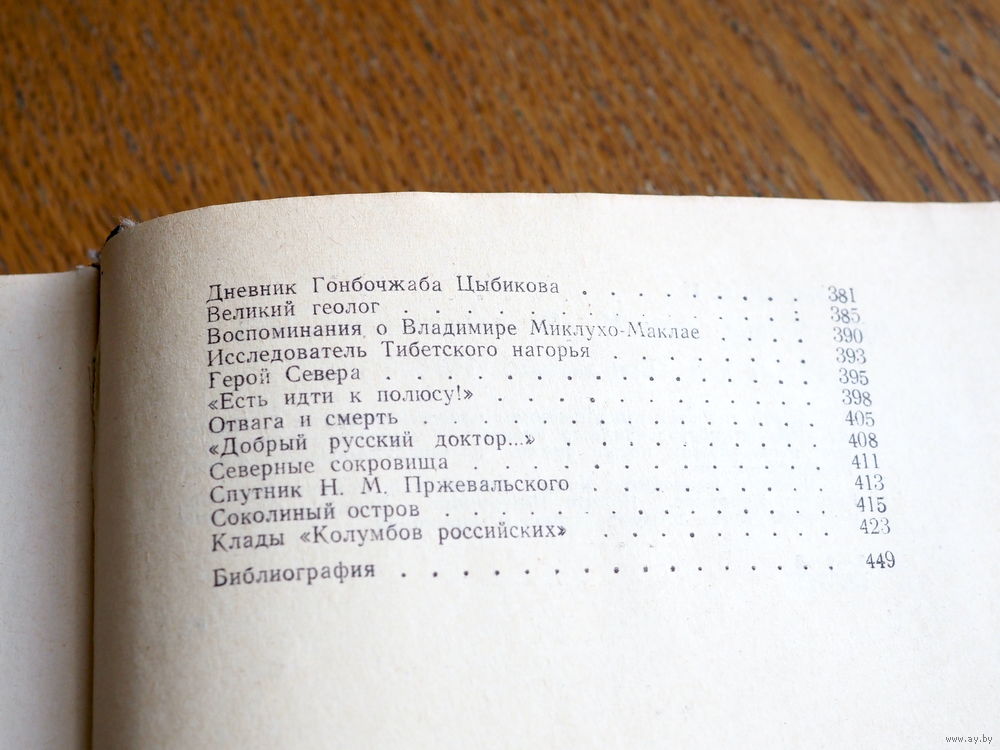 Дневник Гонбочжаба Цыбикова . . . . . . . . . 381
Великий геолог . . . . . . . . . . . . . . . 385
Воспоминания о Владимире Миклухо-Маклае . . . . 390
Исследователь Тибетского нагорья . . . . . . . . 393
Герой Севера . . . . . . . . . . . . . . . . 395
«Есть идти к полюсу!» . . . . . . . . . . . . 398
Отвага и смерть . . . . . . . . . . . . . . . 405
«Добрый русский доктор...» . . . . . . . . . . 408
Северные сокровища . . . . . . . . . . . . . 411
Спутник Н. М. Пржевальского . . . . . . . . . 413
Соколиный остров . . . . . . . . . . . . . . 415
Клады «Колумбов российских» . . . . . . . . . 423
Библиография . . . . . . . . . . . . . . . 449
www.ay.by